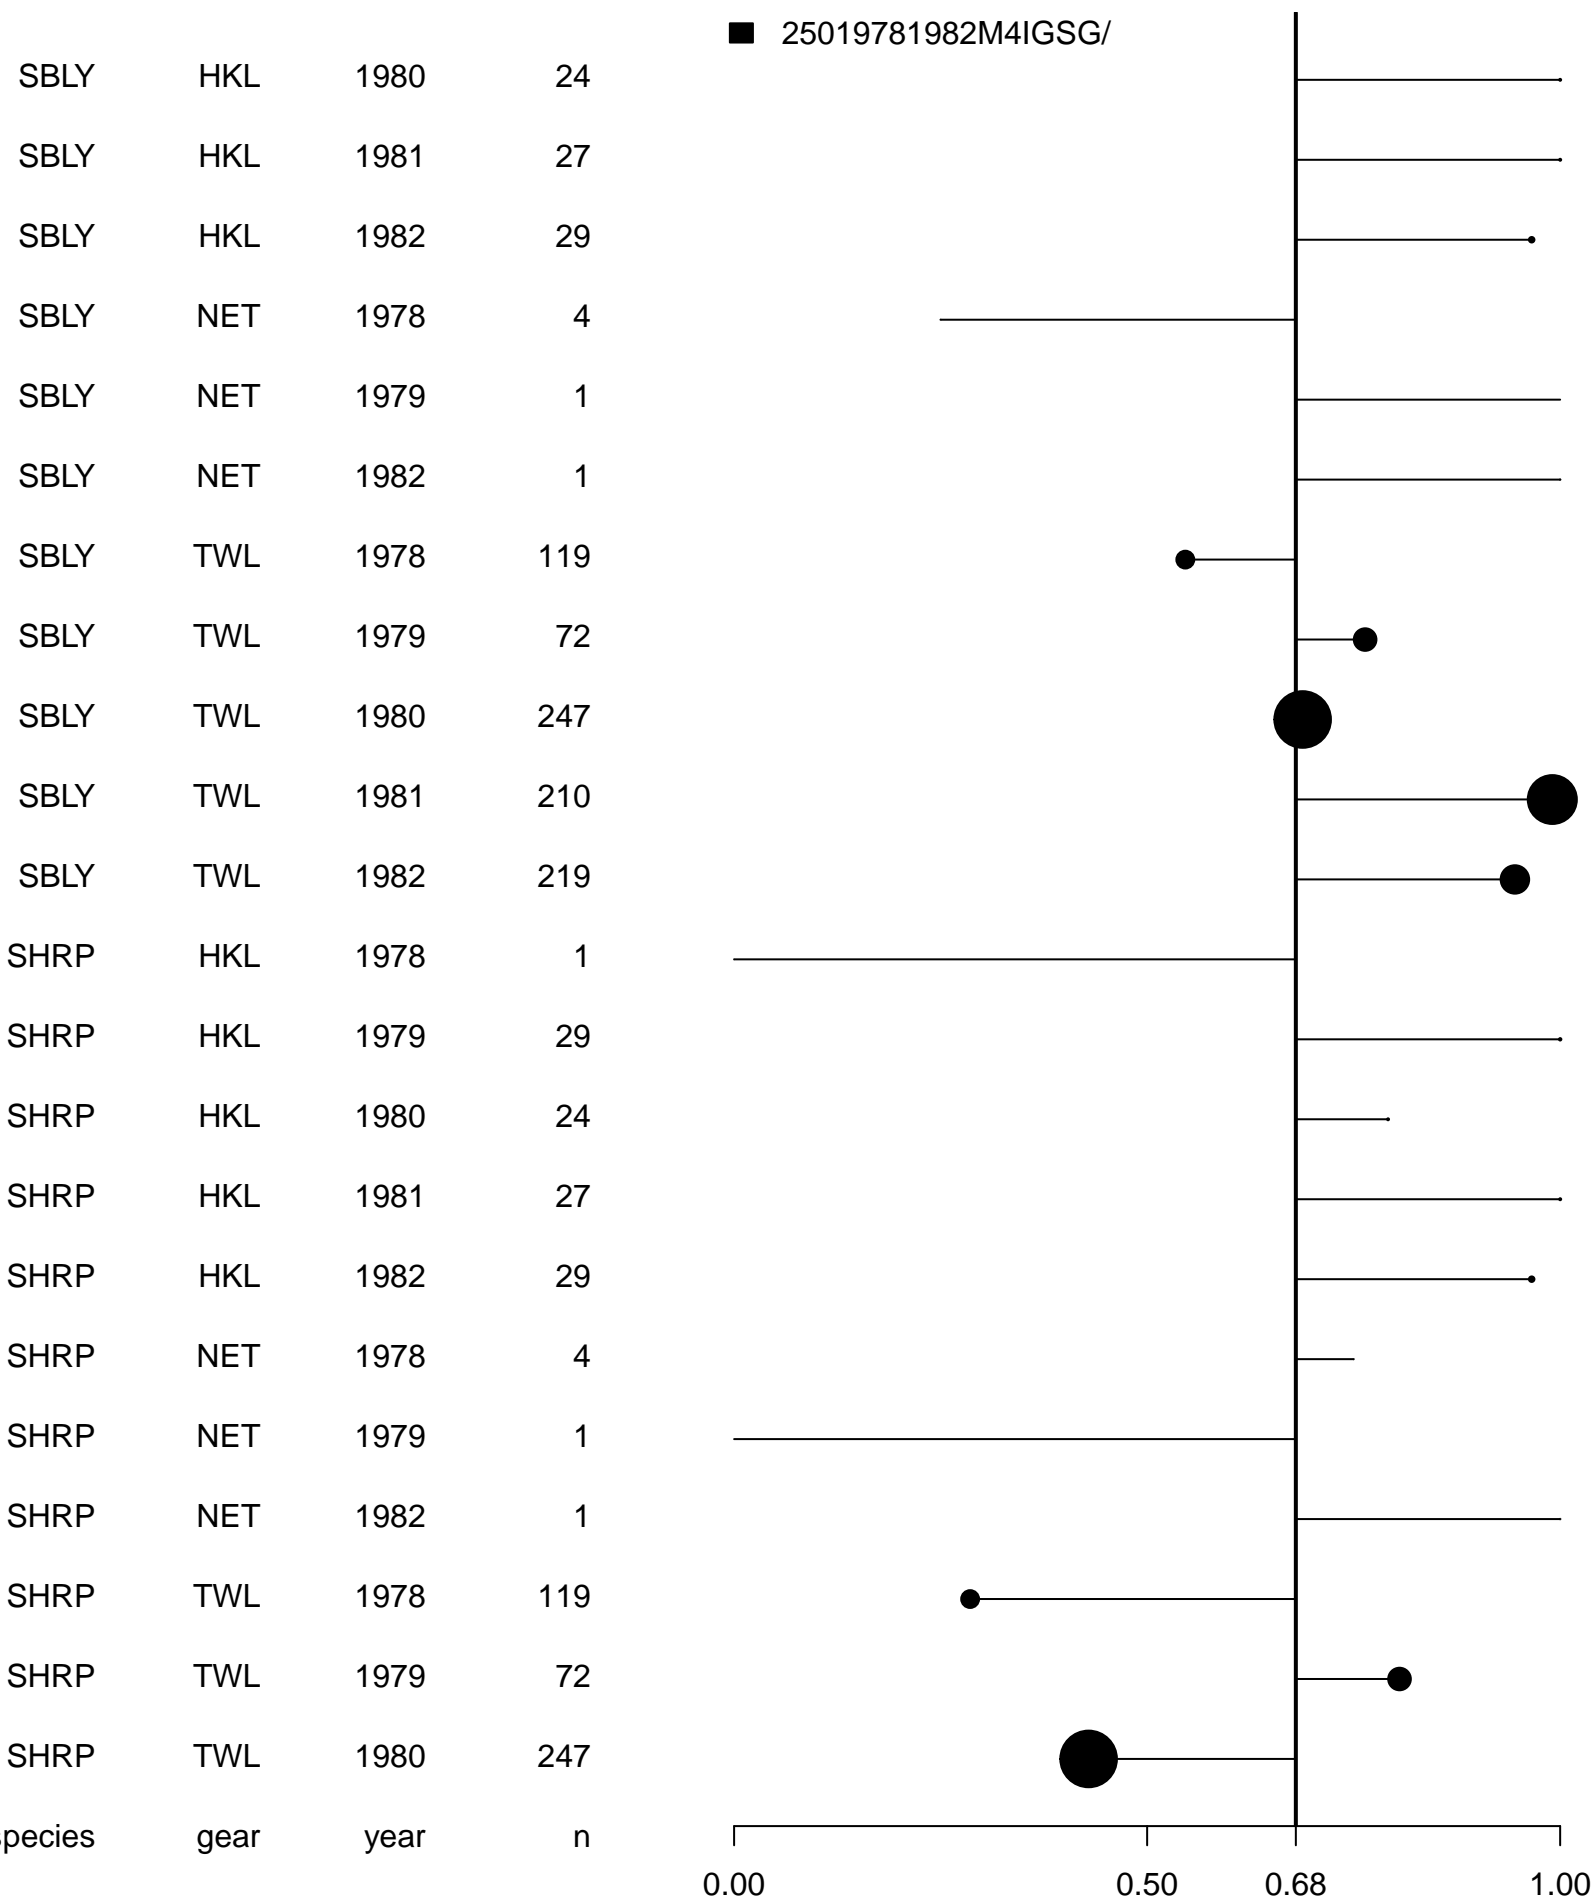 25019781982M4IGSG/
SBLY HKL 1980 24
SBLY HKL 1981 27
SBLY HKL 1982 29
SBLY NET 1978 4
SBLY NET 1979 1
SBLY NET 1982 1
SBLY TWL 1978 119
SBLY TWL 1979 72
SBLY TWL 1980 247
SBLY TWL 1981 210
SBLY TWL 1982 219
SHRP HKL 1978 1
SHRP HKL 1979 29
SHRP HKL 1980 24
SHRP HKL 1981 27
SHRP HKL 1982 29
SHRP NET 1978 4
SHRP NET 1979 1
SHRP NET 1982 1
SHRP TWL 1978 119
SHRP TWL 1979 72
SHRP TWL 1980 247
pecies gear year n
0.00 0.50 0.68 1.00